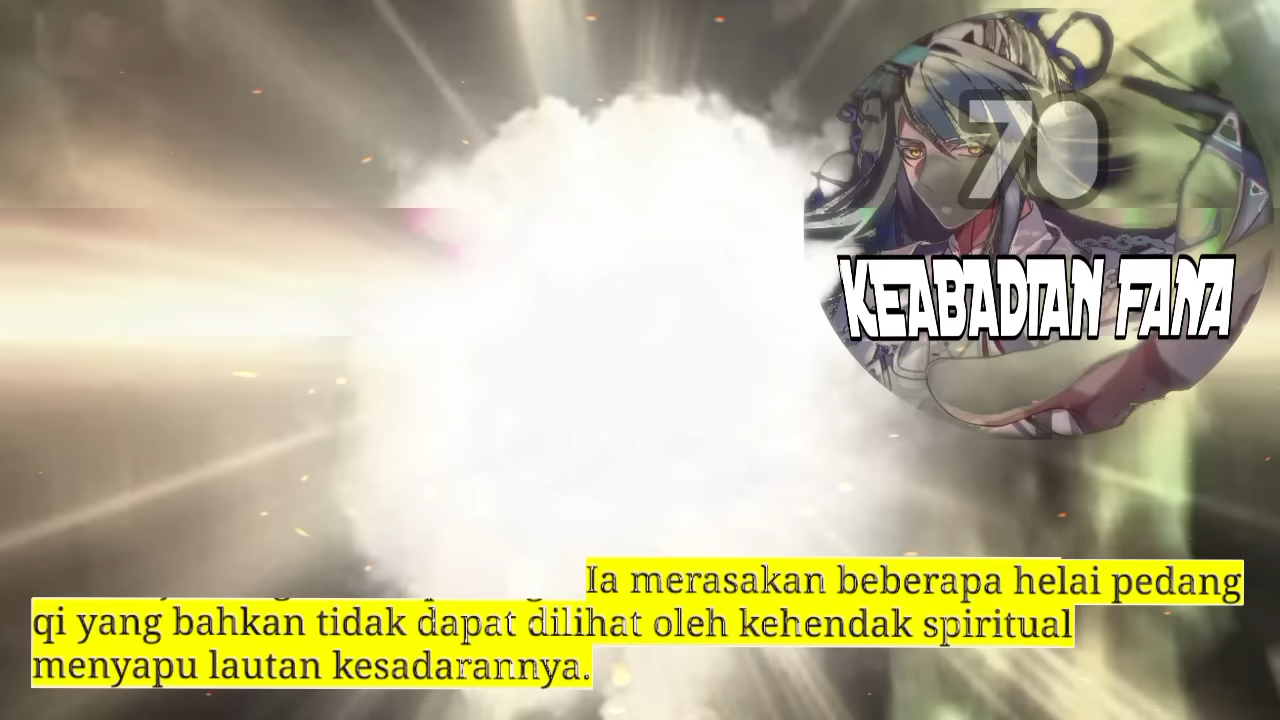 70
KEABADIAN FANA
Ia merasakan beberapa helai pedang
qi yang bahkan tidak dapat dilihat oleh kehendak spiritual
menyapu lautan kesadarannya.